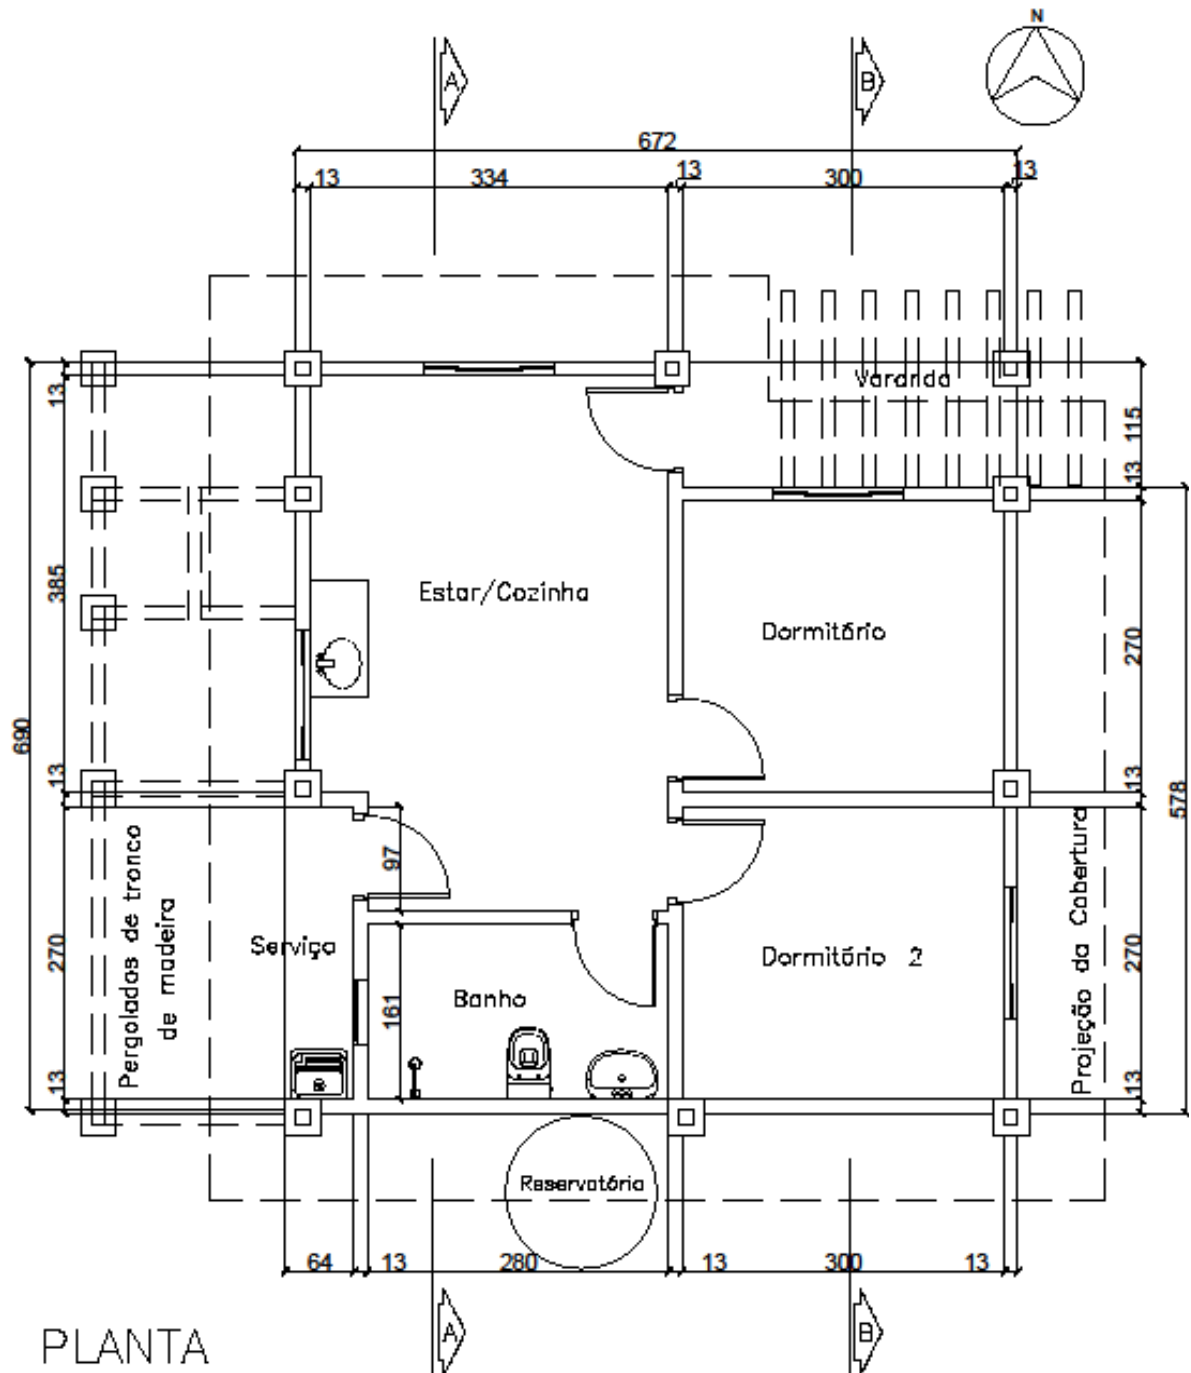 N
A
B
672
13
334
13
300
13
Varanda
13
115
13
385
Estar/Cozinha
Dormitório
270
690
13
13
578
97
Pergolados de tronco
de madeira
Projeção da Cobertura
270
Serviço
Banho
Dormitório 2
270
161
13
13
Reservatório
64
13
280
13
300
13
A
B
PLANTA